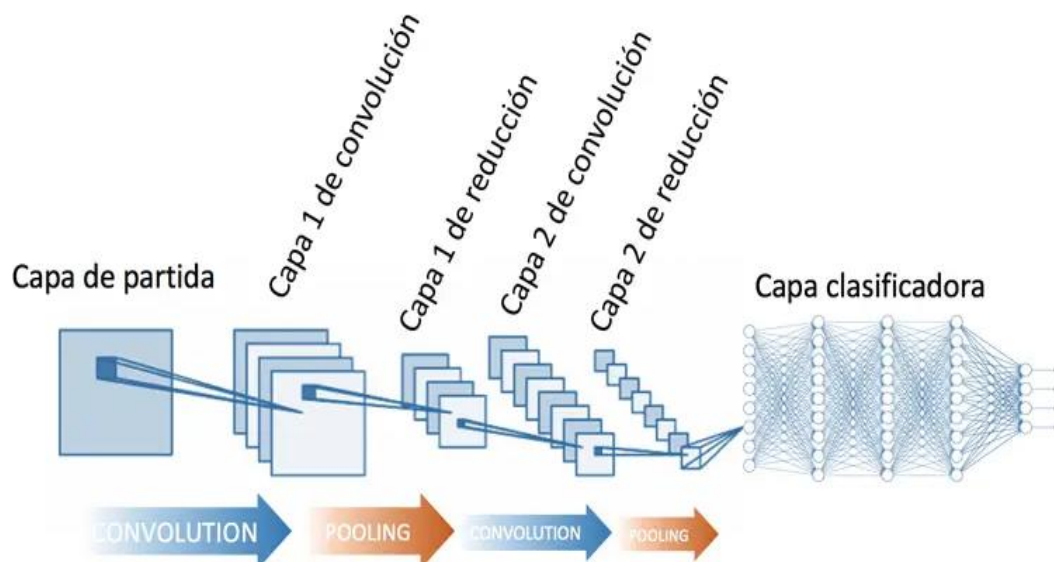 Capa de partida
Capa 1 de convolución
Capa 1 de reducción
Capa 2 de convolución
Capa 2 de reducción
Capa clasificadora
CONVOLUTION
POOLING
CONVOLUTION
POOLING